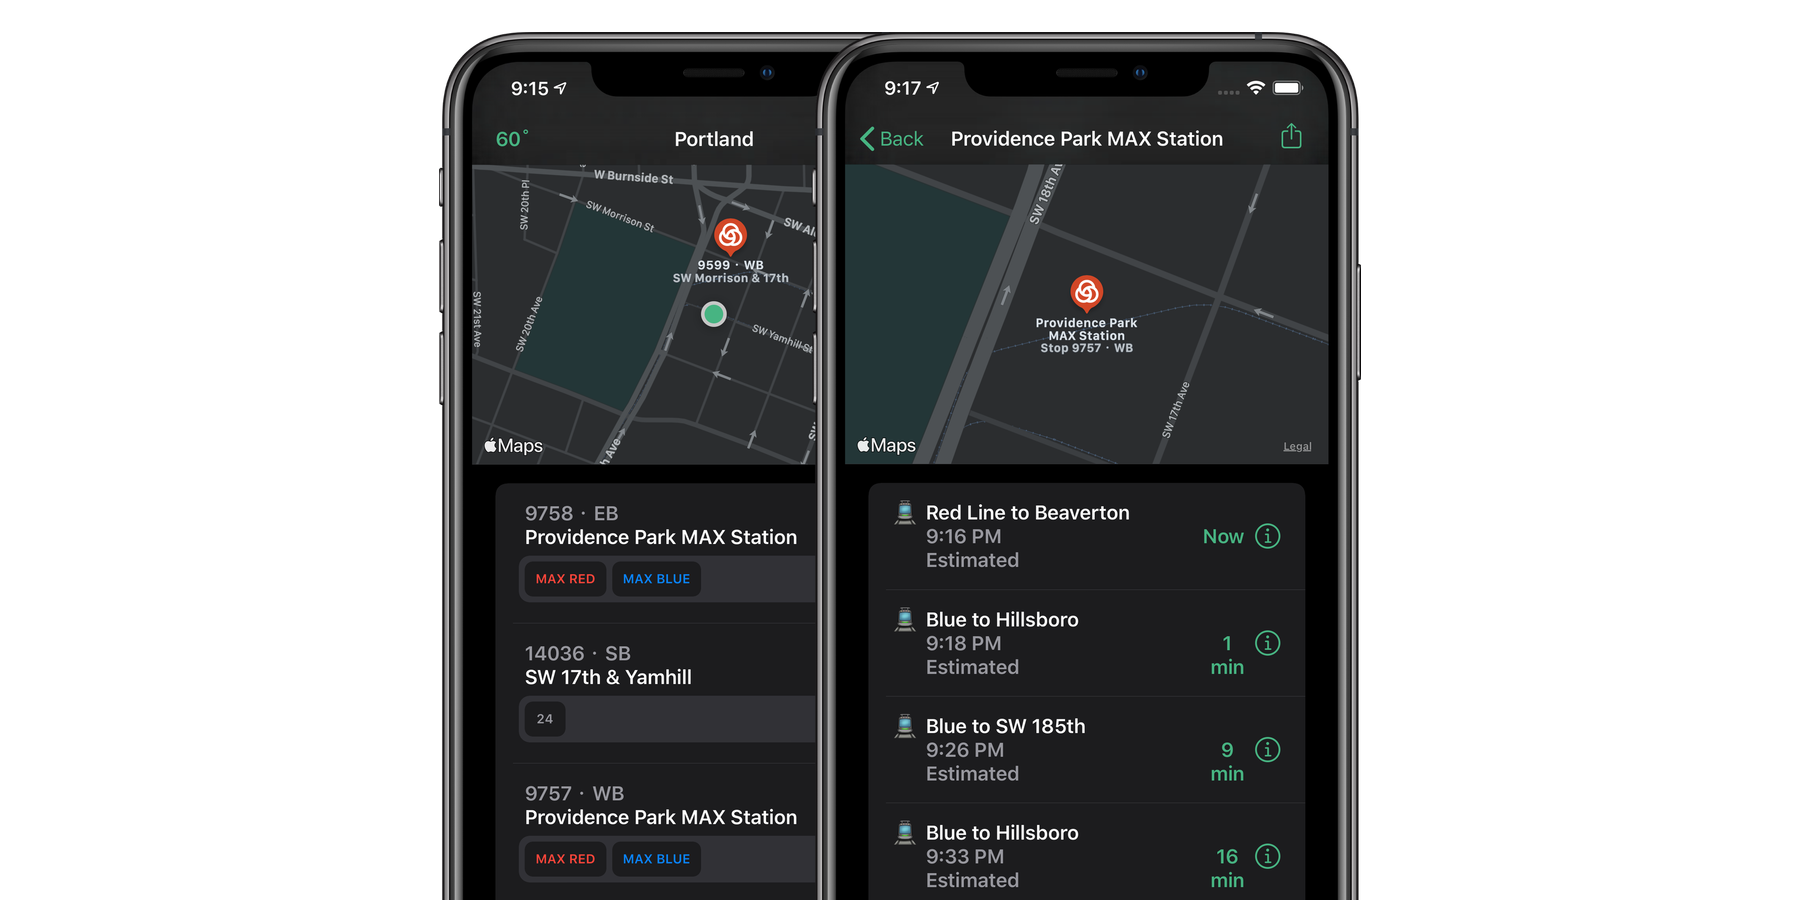 9:15
60°
Portland
W Burnside St
SW 20th Pl
SW Morrison St
SW Al
9599 · WB
SW Morrison & 17th
SW 21st Ave
SW 20th Ave
SW Yamhill St
h Ave
Maps
9758 · EB
Providence Park MAX Station
MAX RED
MAX BLUE
14036 · SB
SW 17th & Yamhill
24
9757 · WB
Providence Park MAX Station
MAX RED
MAX BLUE
9:17
Back
Providence Park MAX Station
SW 18th Av
Providence Park
MAX Station
Stop 9757 · WB
SW 17th Ave
Maps
Legal
Red Line to Beaverton
9:16 PM
Estimated
Now
Blue to Hillsboro
9:18 PM
Estimated
1
min
Blue to SW 185th
9:26 PM
Estimated
9
min
Blue to Hillsboro
9:33 PM
Estimated
16
min